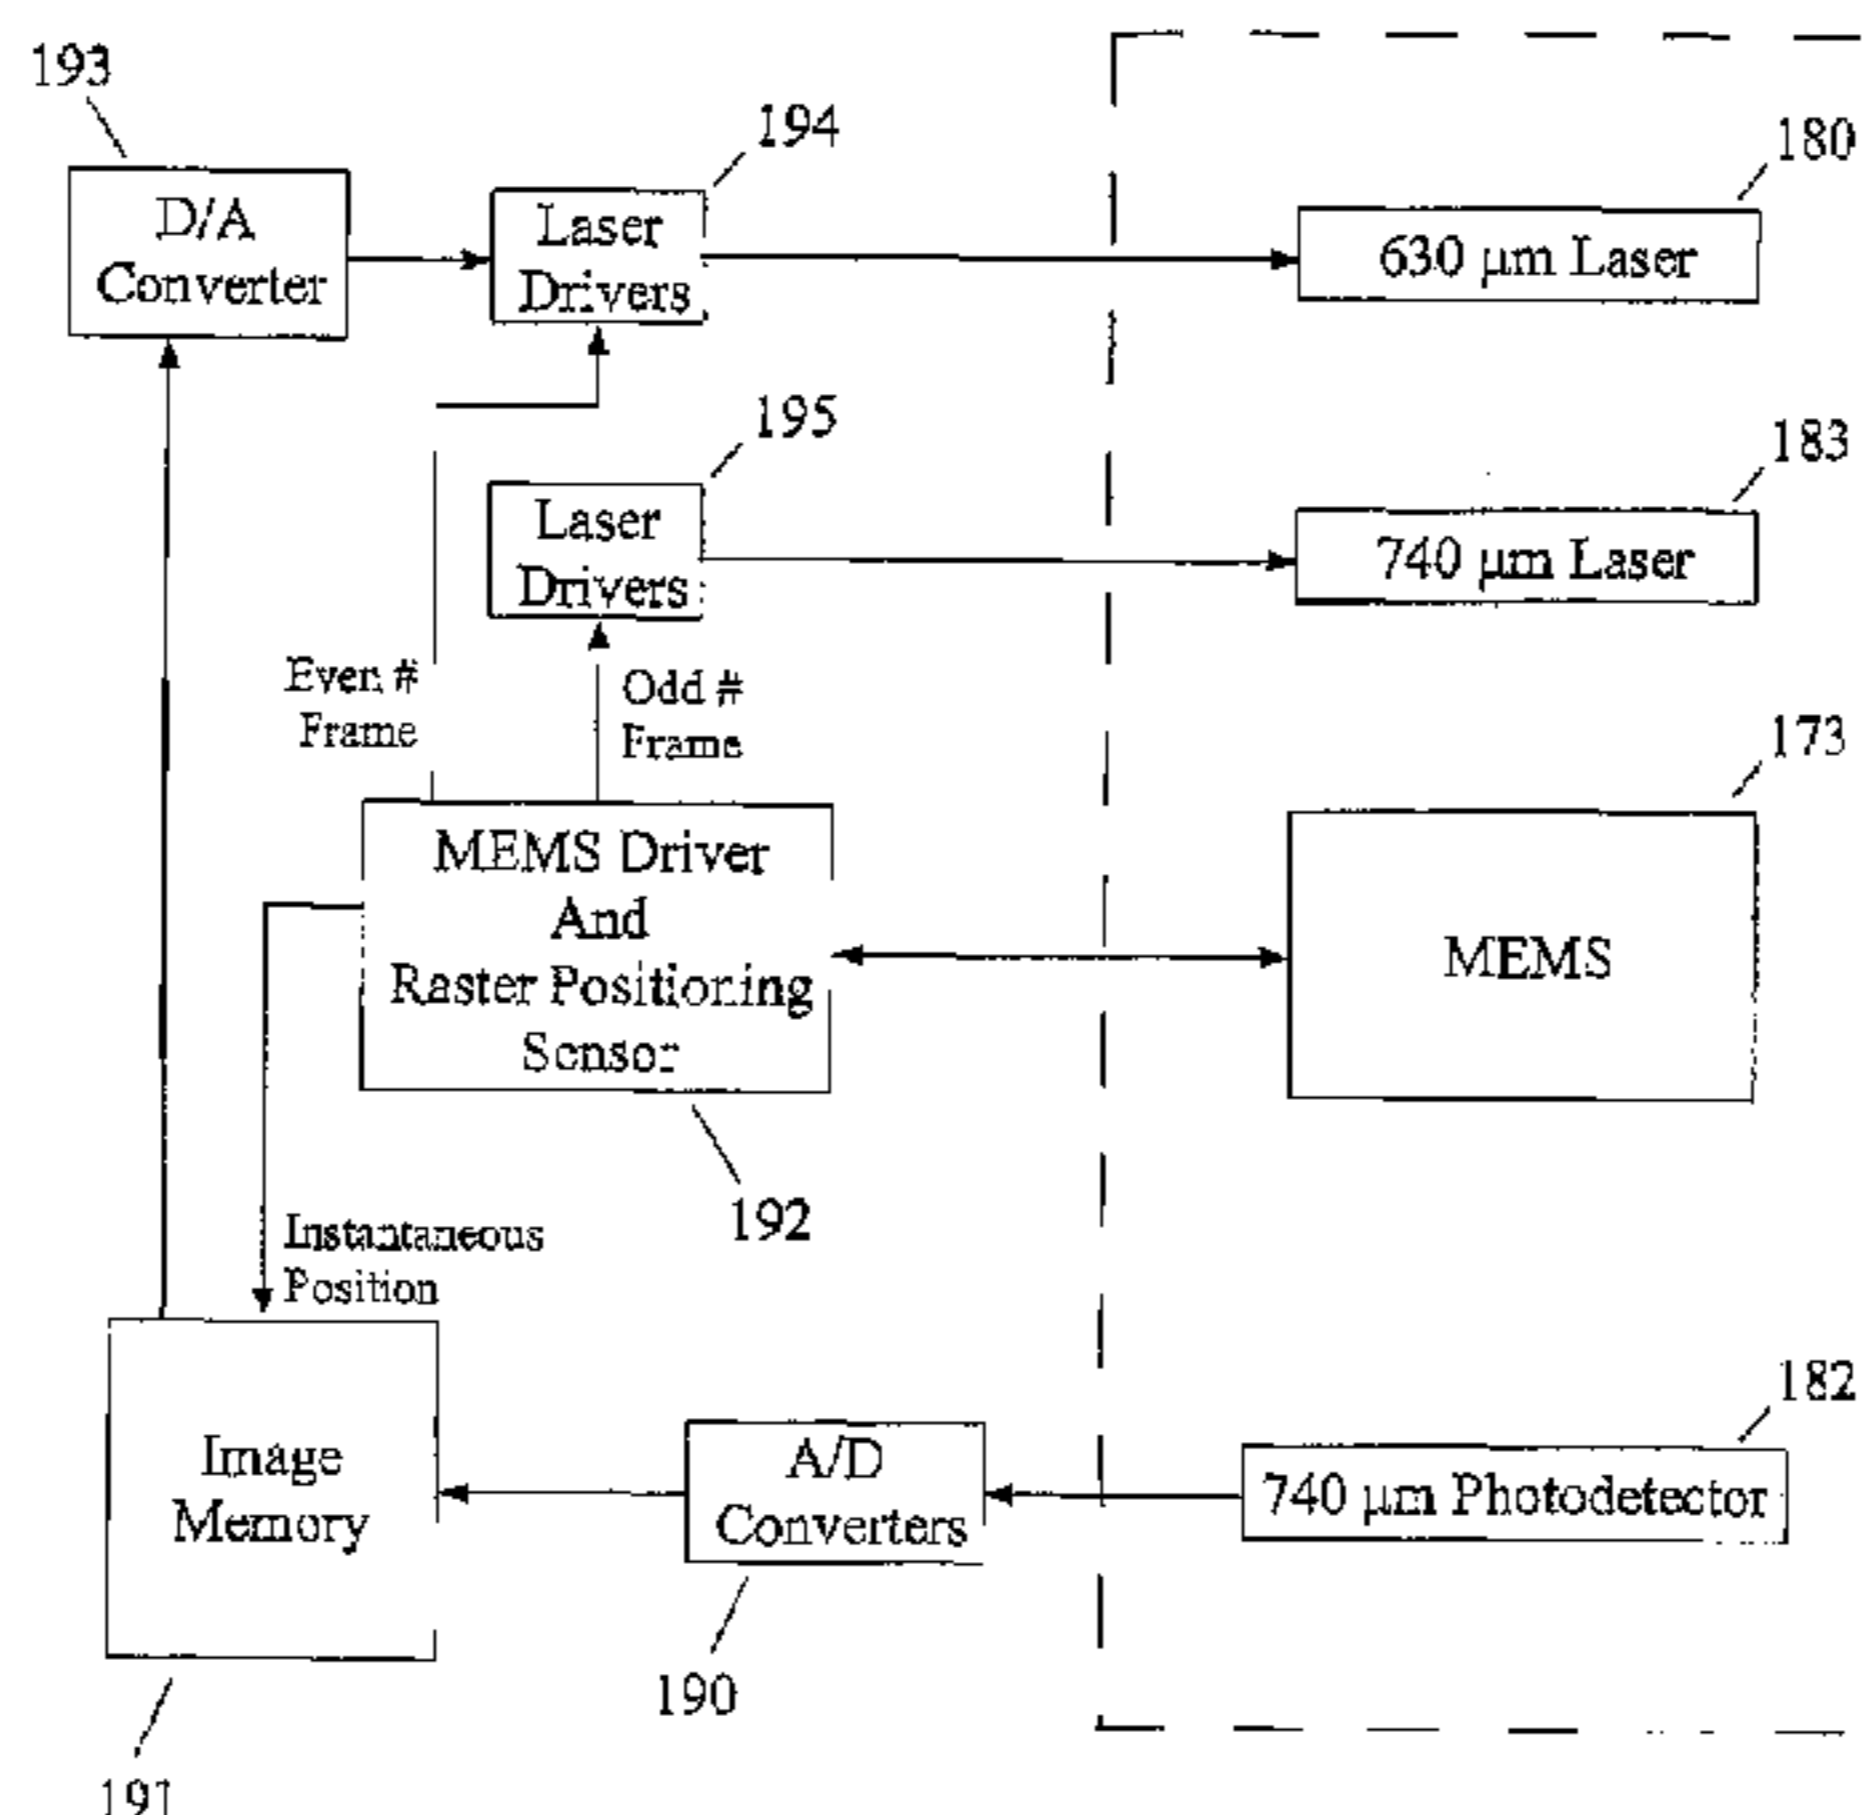 193
D/A
Converter
194
Laser
Drivers
180
630 µm Laser
195
Laser
Drivers
183
740 µm Laser
Even #
Frame
Odd #
Frame
173
MEMS Driver
And
Raster Positioning
Sensor
MEMS
192
Instantaneous
Position
182
Image
Memory
A/D
Converters
740 µm Photodetector
190
191